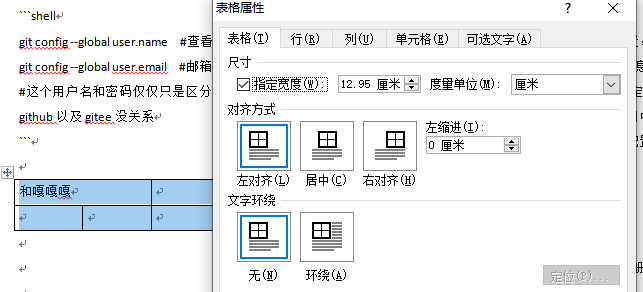 ```shell
git config --global user.name #查看
git config --global user.email #邮箱
#这个用户名和密码仅仅只是区分
github 以及 gitee 没关系
```
和嘎嘎嘎
表格属性
表格(T) 行(R) 列(U) 单元格(E) 可选文字(A)
尺寸
指定宽度(W): 12.95 厘米 度量单位(M): 厘米
对齐方式
左缩进(I):
0 厘米
左对齐(L) 居中(C) 右对齐(H)
文字环绕
无(N) 环绕(A)
定位(P)...